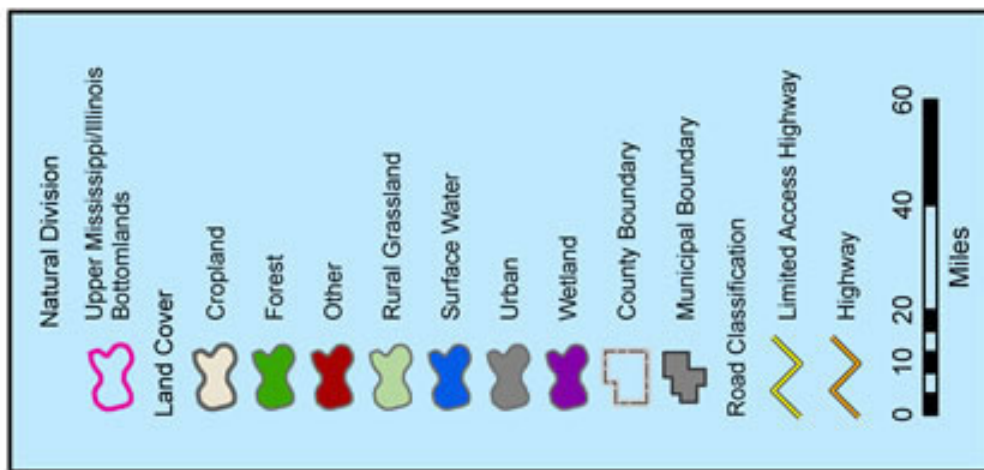 Natural Division
Upper Mississippi/Illinois
Bottomlands
Land Cover
Cropland
Forest
Other
Rural Grassland
Surface Water
Urban
Wetland
County Boundary
Municipal Boundary
Road Classification
Limited Access Highway
Highway
0 10 20 40 60
Miles